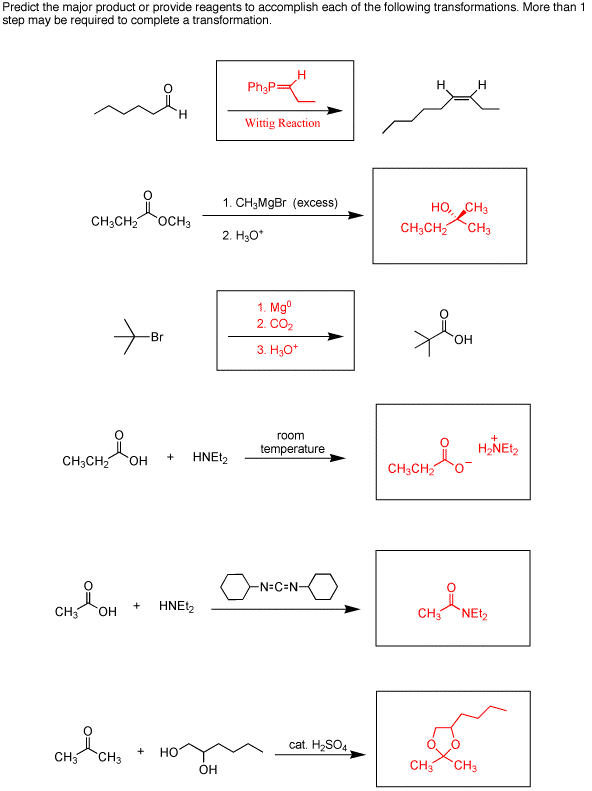 Predict the major product or provide reagents to accomplish each of the following transformations. More than 1
step may be required to complete a transformation.
O
H
Ph₃P
H
Wittig Reaction
H H
O
CH₃CH₂ OCH₃
1. CH₃MgBr (excess)
2. H₃O⁺
HO CH₃
CH₃CH₂ CH₃
Br
1. Mg⁰
2. CO₂
3. H₃O⁺
O
OH
O
CH₃CH₂ OH + HNEt₂
room
temperature
O
CH₃CH₂ O⁻
+
H₂NEt₂
O
CH₃ OH + HNEt₂
N=C=N
O
CH₃ NEt₂
O
CH₃ CH₃ + HO
OH
cat. H₂SO₄
O O
CH₃ CH₃